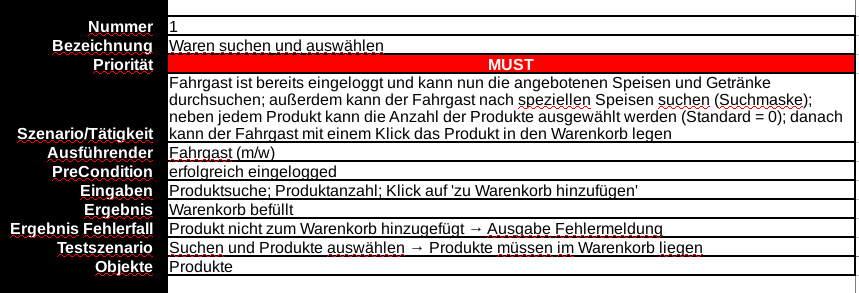 Nummer 1
Bezeichnung Waren suchen und auswählen
Priorität MUST
Fahrgast ist bereits eingeloggt und kann nun die angebotenen Speisen und Getränke
durchsuchen; außerdem kann der Fahrgast nach speziellen Speisen suchen (Suchmaske);
neben jedem Produkt kann die Anzahl der Produkte ausgewählt werden (Standard = 0); danach
Szenario/Tätigkeit kann der Fahrgast mit einem Klick das Produkt in den Warenkorb legen
Ausführender Fahrgast (m/w)
PreCondition erfolgreich eingelogged
Eingaben Produktsuche; Produktanzahl; Klick auf 'zu Warenkorb hinzufügen'
Ergebnis Warenkorb befüllt
Ergebnis Fehlerfall Produkt nicht zum Warenkorb hinzugefügt → Ausgabe Fehlermeldung
Testszenario Suchen und Produkte auswählen → Produkte müssen im Warenkorb liegen
Objekte Produkte